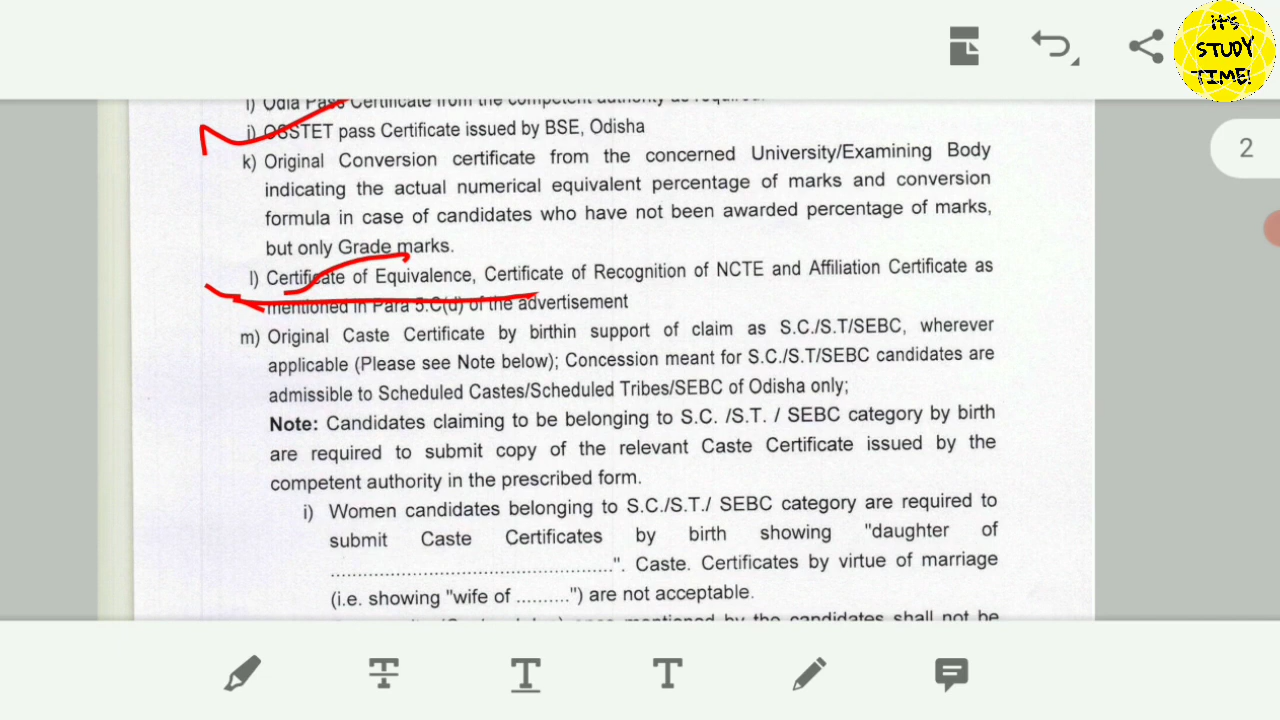 it's
STUDY
TIME!
2
i) Odia Pass Certificate from the competent authority as required.
j) OSSTET pass Certificate issued by BSE, Odisha
k) Original Conversion certificate from the concerned University/Examining Body
indicating the actual numerical equivalent percentage of marks and conversion
formula in case of candidates who have not been awarded percentage of marks,
but only Grade marks.
l) Certificate of Equivalence, Certificate of Recognition of NCTE and Affiliation Certificate as
mentioned in Para 5.C(d) of the advertisement
m) Original Caste Certificate by birthin support of claim as S.C./S.T/SEBC, wherever
applicable (Please see Note below); Concession meant for S.C./S.T/SEBC candidates are
admissible to Scheduled Castes/Scheduled Tribes/SEBC of Odisha only;
Note: Candidates claiming to be belonging to S.C. /S.T. / SEBC category by birth
are required to submit copy of the relevant Caste Certificate issued by the
competent authority in the prescribed form.
i) Women candidates belonging to S.C./S.T./ SEBC category are required to
submit Caste Certificates by birth showing "daughter of
................................................". Caste. Certificates by virtue of marriage
(i.e. showing "wife of ..........") are not acceptable.
once mentioned by the candidates shall not be
T
T
T